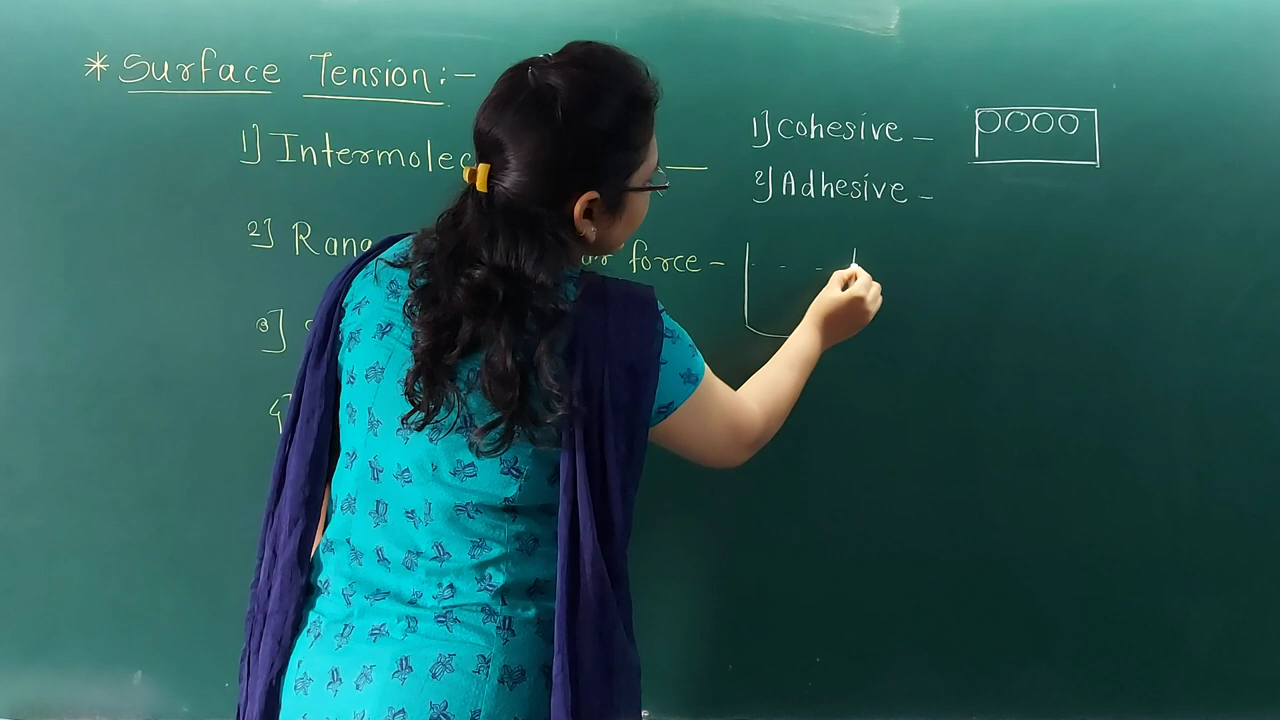 * Surface Tension:-
1] Intermolec —
2] Rang force -
3]
4]
1] Cohesive -
2] Adhesive -